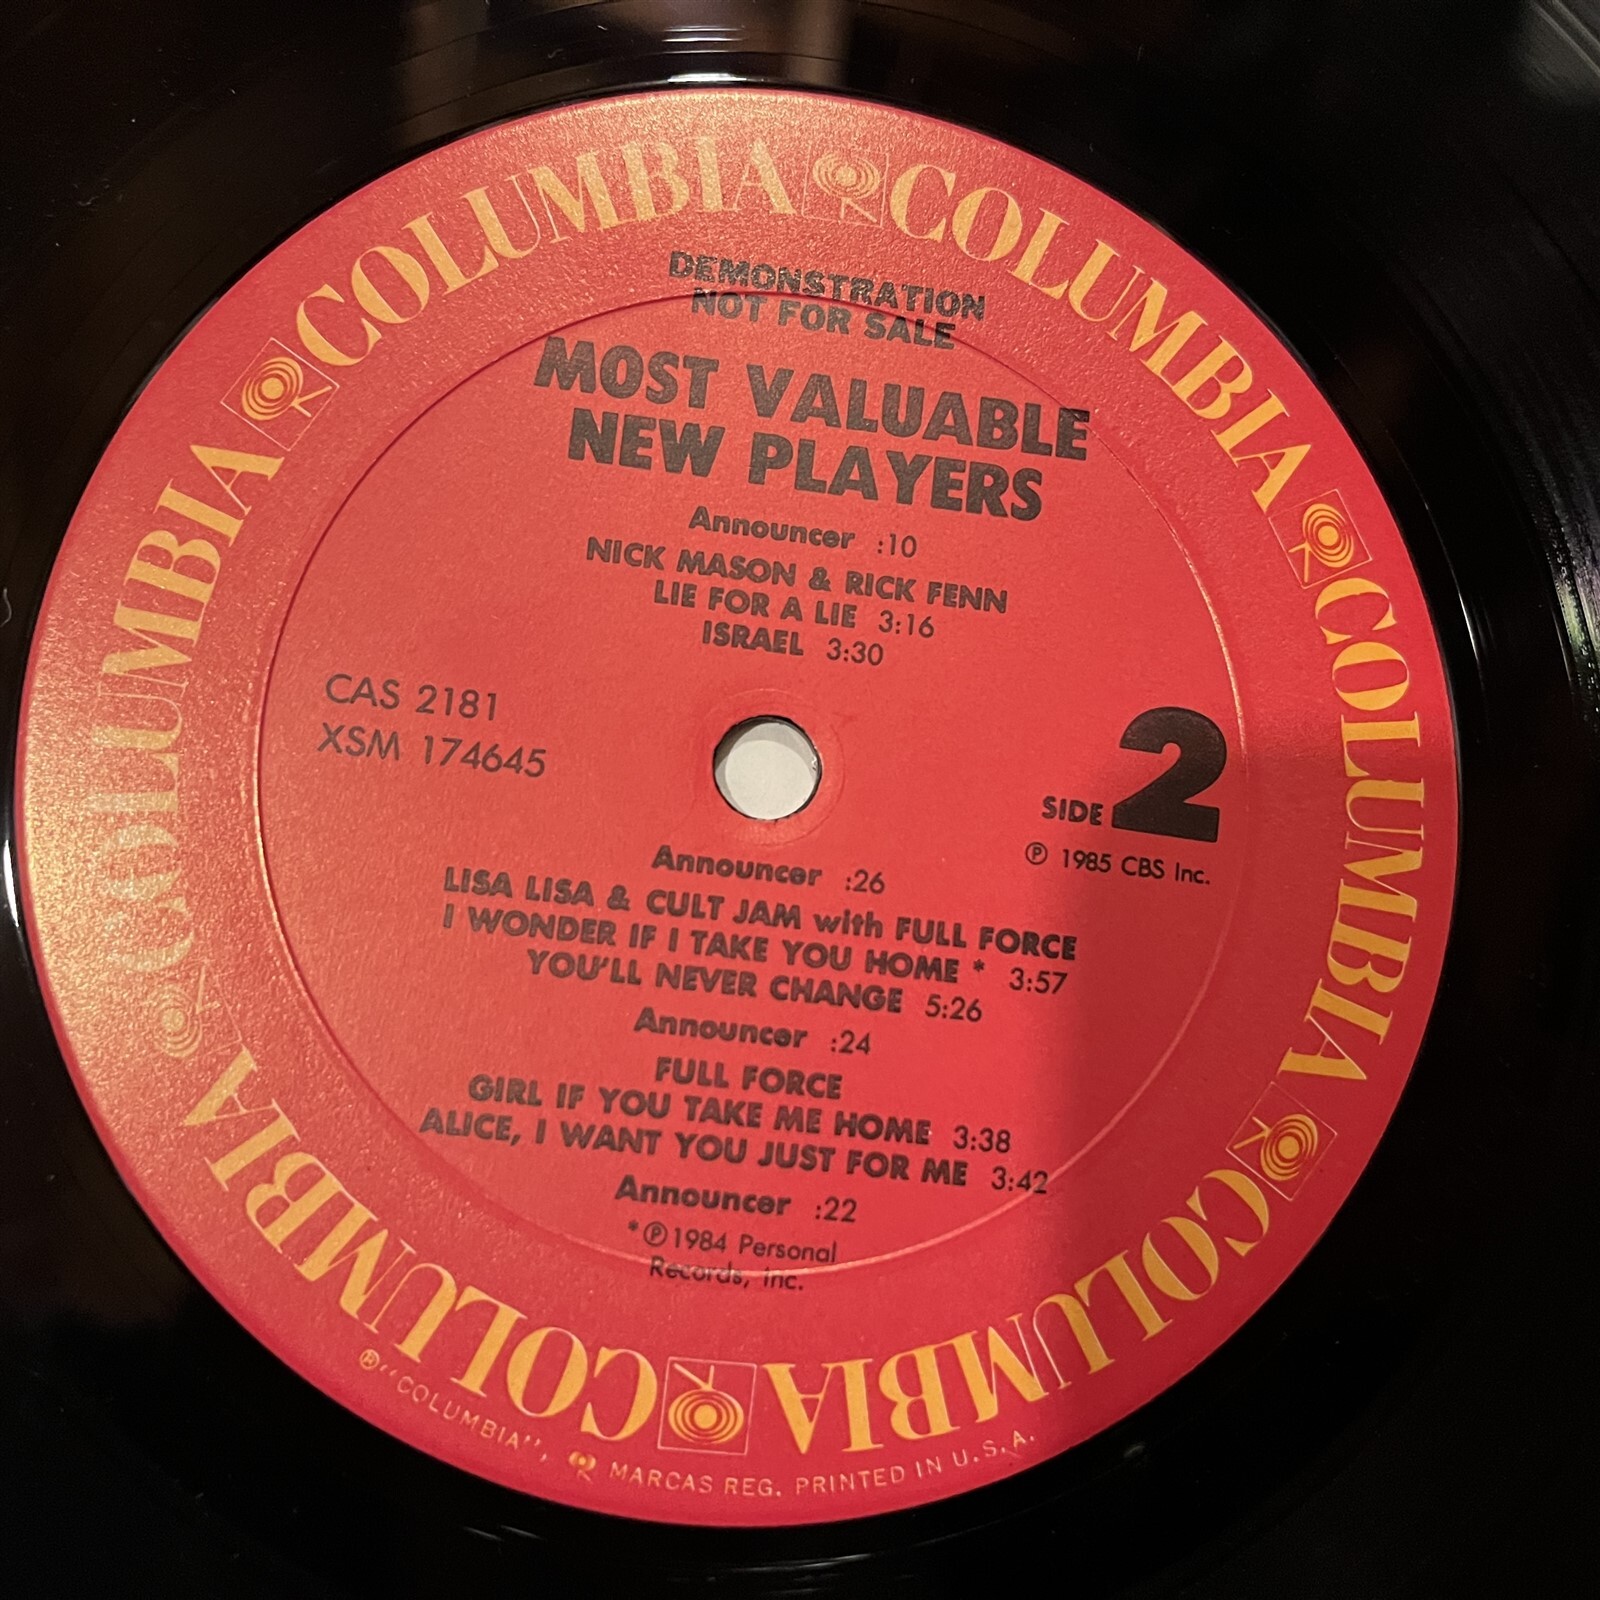 COLUMBIA COLUMBIA COLUMBIA COLUMBIA COLUMBIA COLUMBIA COLUMBIA COLUMBIA
DEMONSTRATION
NOT FOR SALE
MOST VALUABLE
NEW PLAYERS
Announcer :10
NICK MASON & RICK FENN
LIE FOR A LIE 3:16
ISRAEL 3:30
CAS 2181
XSM 174645
SIDE 2
℗ 1985 CBS Inc.
Announcer :26
LISA LISA & CULT JAM with FULL FORCE
I WONDER IF I TAKE YOU HOME * 3:57
YOU'LL NEVER CHANGE 5:26
Announcer :24
FULL FORCE
GIRL IF YOU TAKE ME HOME 3:38
ALICE, I WANT YOU JUST FOR ME 3:42
Announcer :22
*℗ 1984 Personal
Records, Inc.
® "COLUMBIA", MARCAS REG. PRINTED IN U.S.A.